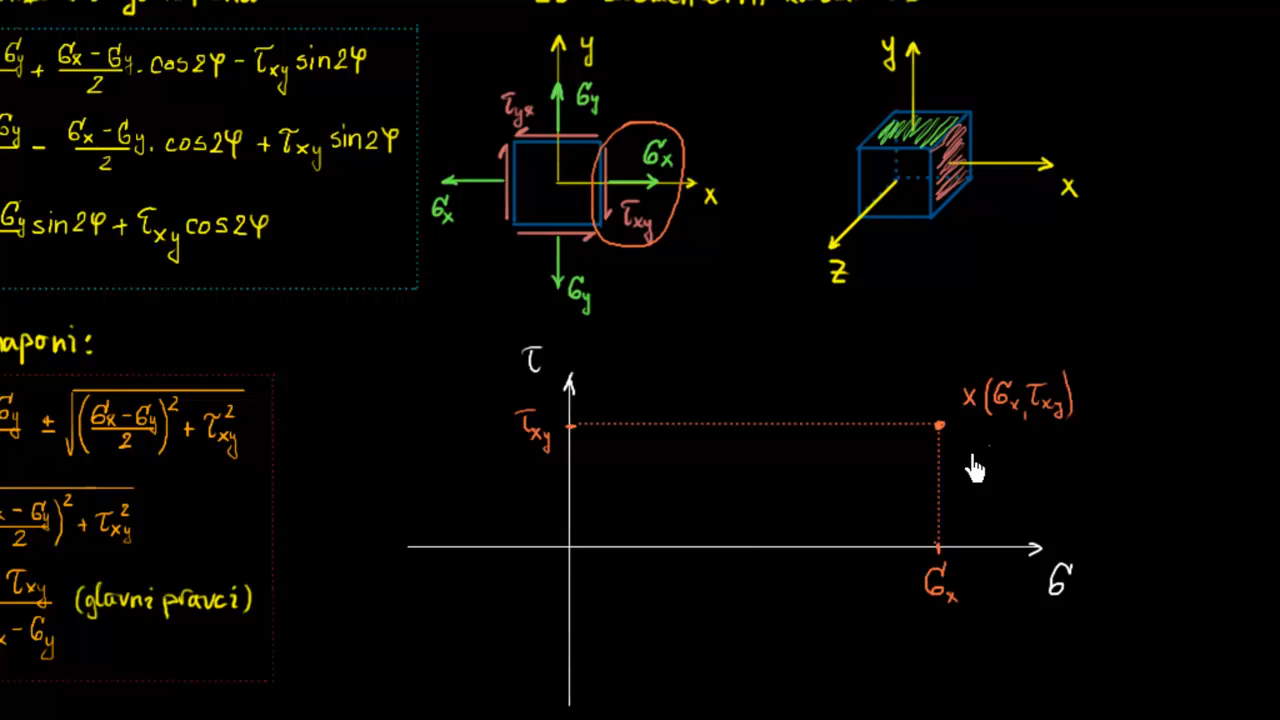 σy + (σx - σy)/2 · cos2φ - τxy sin2φ
σy - (σx - σy)/2 · cos2φ + τxy sin2φ
σy sin2φ + τxy cos2φ
y
σy
τyx
σx
x
σx
τxy
σy
y
x
z
aponi:
σy ± √(((σx - σy)/2)² + τxy²)
x - σy)/2)² + τxy²
τxy
x - σy
(glavni pravci)
τ
τxy
x(σx, τxy)
σx
σ